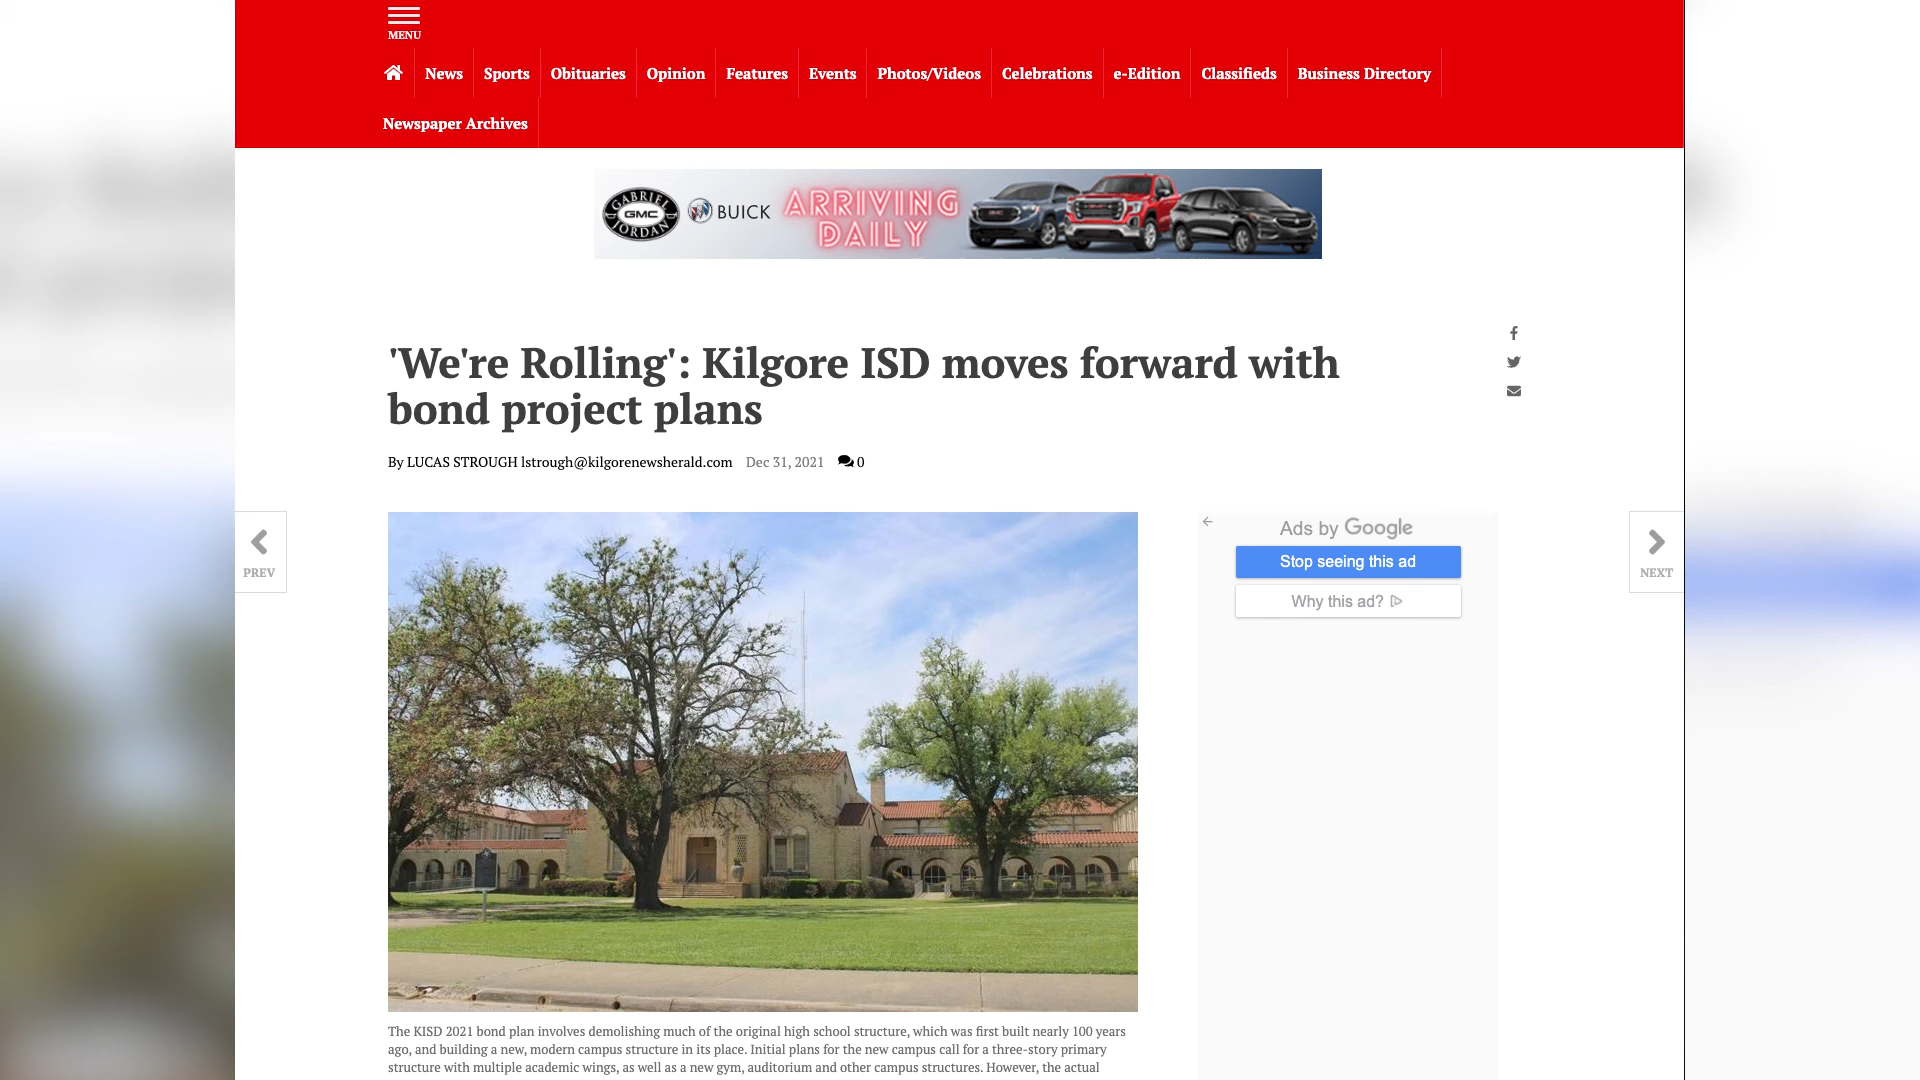 MENU
News
Sports
Obituaries
Opinion
Features
Events
Photos/Videos
Celebrations
e-Edition
Classifieds
Business Directory
Newspaper Archives
GABRIEL
GMC
JORDAN
BUICK
ARRIVING
DAILY
'We're Rolling': Kilgore ISD moves forward with
bond project plans
By LUCAS STROUGH lstrough@kilgorenewsherald.com Dec 31, 2021 0
PREV
NEXT
Ads by Google
Stop seeing this ad
Why this ad?
The KISD 2021 bond plan involves demolishing much of the original high school structure, which was first built nearly 100 years
ago, and building a new, modern campus structure in its place. Initial plans for the new campus call for a three-story primary
structure with multiple academic wings, as well as a new gym, auditorium and other campus structures. However, the actual